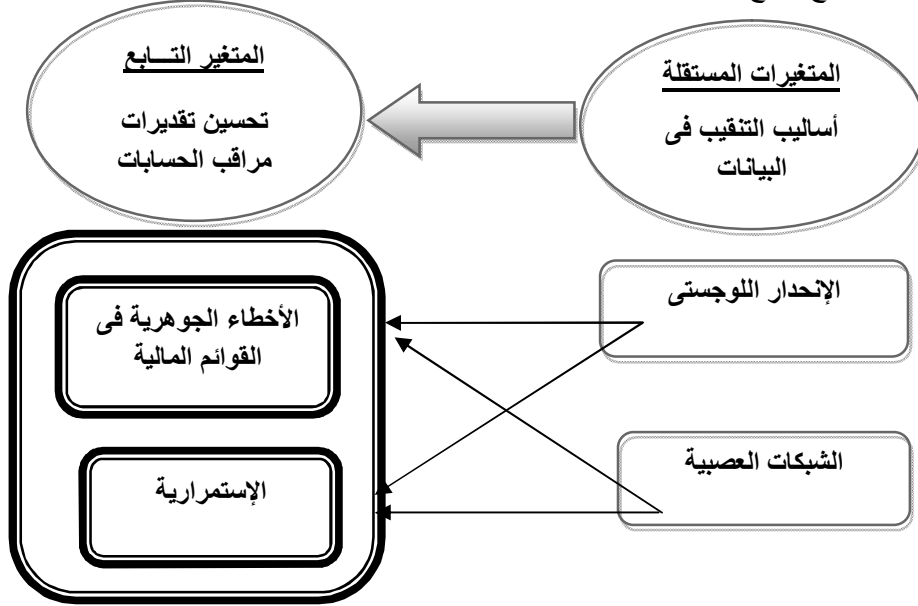 المتغيرات المستقلة
أساليب التنقيب فى
البيانات
المتغير التـــابع
تحسين تقديرات
مراقب الحسابات
الإنحدار اللوجستى
الأخطاء الجوهرية فى
القوائم المالية
الشبكات العصبية
الإستمرارية